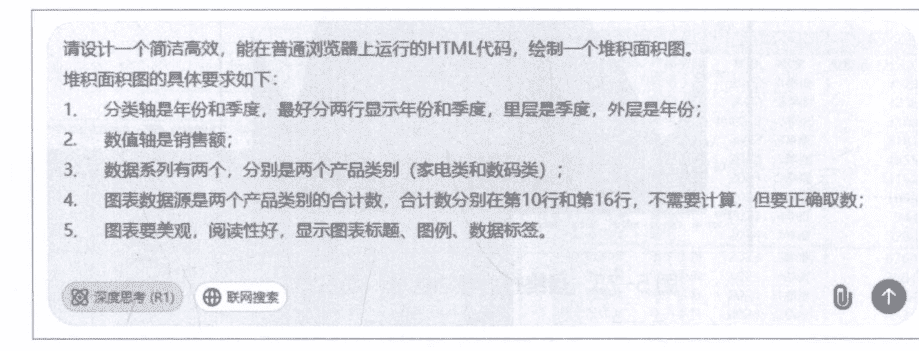 请设计一个简洁高效，能在普通浏览器上运行的HTML代码，绘制一个堆积面积图。
堆积面积图的具体要求如下：
1. 分类轴是年份和季度，最好分两行显示年份和季度，里层是季度，外层是年份；
2. 数值轴是销售额；
3. 数据系列有两个，分别是两个产品类别（家电类和数码类）；
4. 图表数据源是两个产品类别的合计数，合计数分别在第10行和第16行，不需要计算，但要正确取数；
5. 图表要美观，阅读性好，显示图表标题、图例、数据标签。
深度思考 (R1) 联网搜索